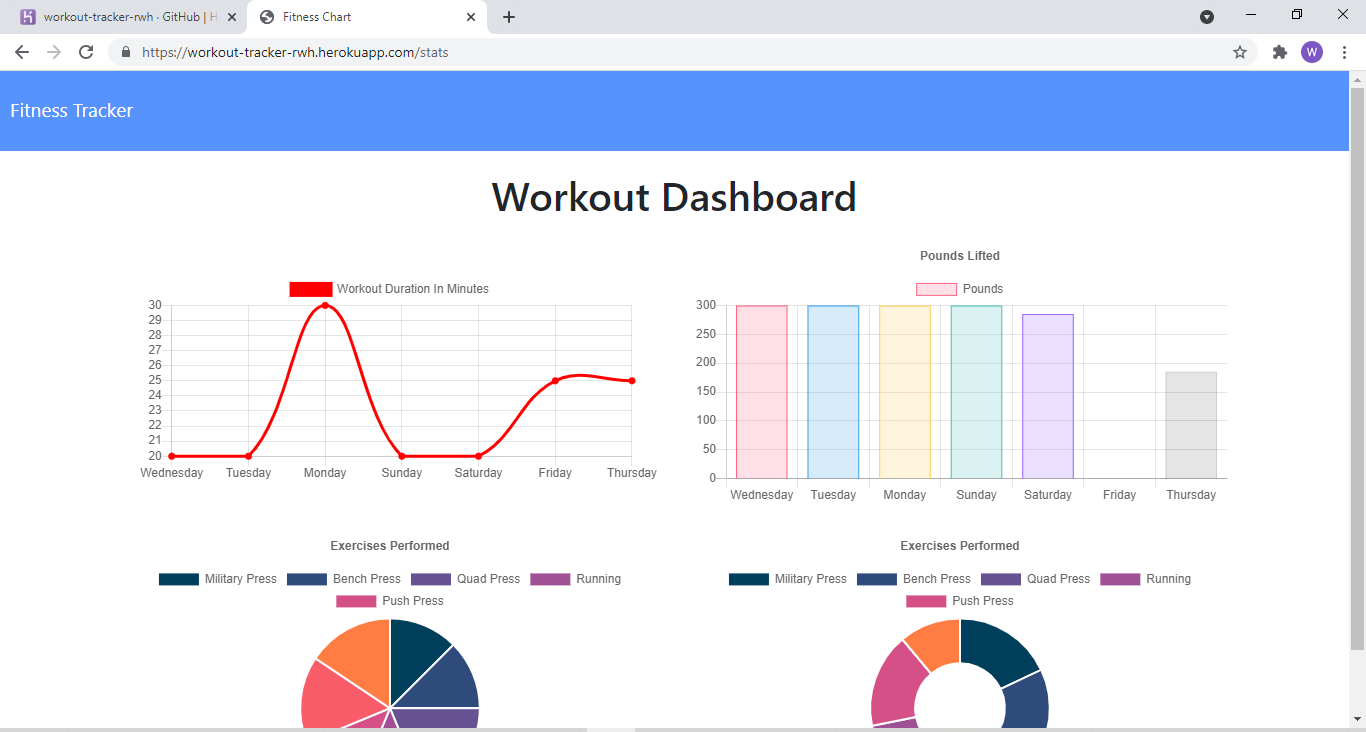 workout-tracker-rwh · GitHub | H
Fitness Chart
https://workout-tracker-rwh.herokuapp.com/stats
W
Fitness Tracker
Workout Dashboard
Workout Duration In Minutes
30
29
28
27
26
25
24
23
22
21
20
Wednesday Tuesday Monday Sunday Saturday Friday Thursday
Pounds Lifted
Pounds
300
250
200
150
100
50
0
Wednesday Tuesday Monday Sunday Saturday Friday Thursday
Exercises Performed
Military Press Bench Press Quad Press Running
Push Press
Exercises Performed
Military Press Bench Press Quad Press Running
Push Press